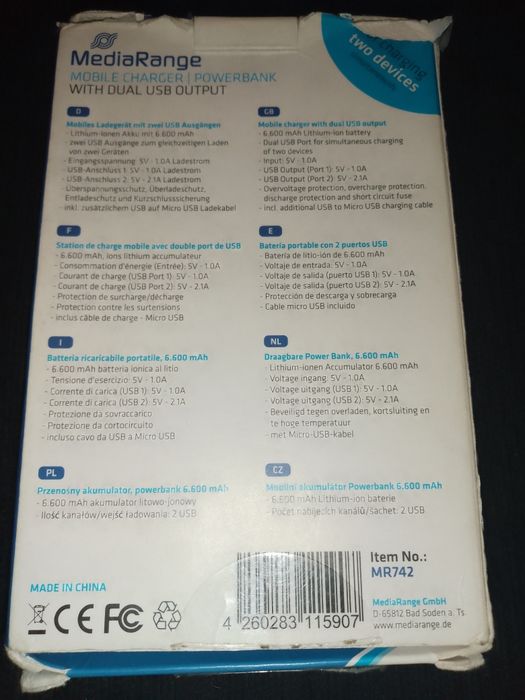 MediaRange
MOBILE CHARGER | POWERBANK
WITH DUAL USB OUTPUT
charging
two devices
D
Mobiles Ladegerät mit zwei USB Ausgängen
- Lithium-Ionen Akku mit 6.600 mAh
- zwei USB Ausgänge zum gleichzeitigen Laden
von zwei Geräten
- Eingangsspannung: 5V - 1.0A Ladestrom
- USB-Anschluss 1: 5V - 1.0A Ladestrom
- USB-Anschluss 2: 5V - 2.1A Ladestrom
- Überspannungsschutz, Überladeschutz,
Entladeschutz und Kurzschlusssicherung
- inkl. zusätzlichem USB auf Micro USB Ladekabel
GB
Mobile charger with dual USB output
- 6.600 mAh Lithium-Ion battery
- Dual USB Port for simultaneous charging
of two devices
- Input: 5V - 1.0A
- USB Output (Port 1): 5V - 1.0A
- USB Output (Port 2): 5V - 2.1A
- Overvoltage protection, overcharge protection,
discharge protection and short circuit fuse
- incl. additional USB to Micro USB charging cable
F
Station de charge mobile avec double port de USB
- 6.600 mAh, Ions lithium accumulateur
- Consommation d'énergie (Entrée): 5V - 1.0A
- Courant de charge (USB Port 1): 5V - 1.0A
- Courant de charge (USB Port 2): 5V - 2.1A
- Protection de surcharge/décharge
- Protection contre les surtensions
- inclus câble de charge - Micro USB
E
Bateria portable con 2 puertos USB
- Batería de litio-ión de 6.600 mAh
- Voltaje de entrada: 5V - 1.0A
- Voltaje de salida (puerto USB 1): 5V - 1.0A
- Voltaje de salida (puerto USB 2): 5V - 2.1A
- Protección de descarga y sobrecarga
- Cable micro USB incluido
I
Batteria ricaricabile portatile, 6.600 mAh
- 6.600 mAh batteria ionica al litio
- Tensione d'esercizio: 5V - 1.0A
- Corrente di carica (USB 1): 5V - 1.0A
- Corrente di carica (USB 2): 5V - 2.1A
- Protezione da sovraccarico
- Protezione da cortocircuito
- incluso cavo da USB a Micro USB
NL
Draagbare Power Bank, 6.600 mAh
- Lithium-ionen Accumulator 6.600 mAh
- Voltage ingang: 5V - 1.0A
- Voltage uitgang (USB 1): 5V - 1.0A
- Voltage uitgang (USB 2): 5V - 2.1A
- Beveiligd tegen overladen, kortsluiting en
te hoge temperatuur
- met Micro-USB-kabel
PL
Przenośny akumulator, powerbank 6.600 mAh
- 6.600 mAh akumulator litowo-jonowy
- Ilość kanałów/wejść ładowania: 2 USB
CZ
Mobilní akumulator Powerbank 6.600 mAh
- 6.600 mAh Lithium-ion baterie
- Počet nabíjecích kanálů/šachet: 2 USB
MADE IN CHINA
CE FC
4 260283 115907
Item No.:
MR742
MediaRange GmbH
D-65812 Bad Soden a. Ts.
www.mediarange.de